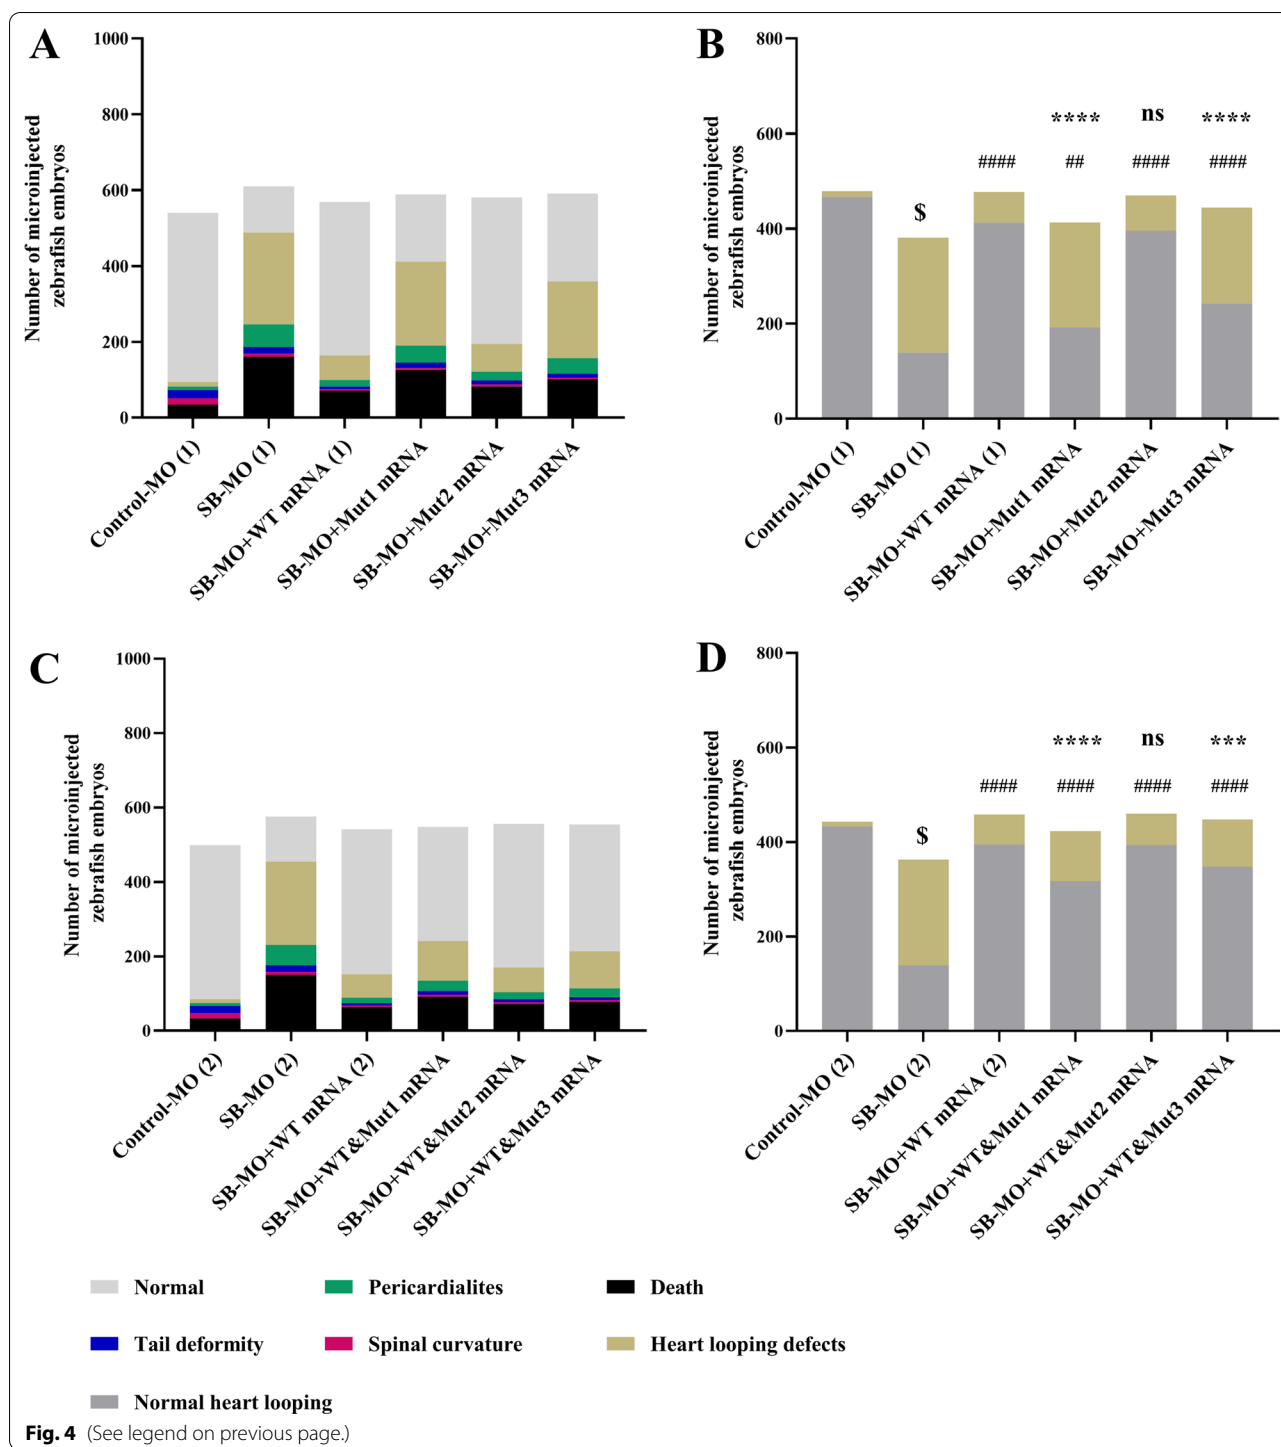 A
Number of microinjected
zebrafish embryos
1000
800
600
400
200
0
Control-MO (1)
SB-MO (1)
SB-MO+WT mRNA (1)
SB-MO+Mut1 mRNA
SB-MO+Mut2 mRNA
SB-MO+Mut3 mRNA
B
Number of microinjected
zebrafish embryos
800
600
400
200
0
**** ns ****
$ #### ## #### ####
Control-MO (1)
SB-MO (1)
SB-MO+WT mRNA (1)
SB-MO+Mut1 mRNA
SB-MO+Mut2 mRNA
SB-MO+Mut3 mRNA
C
Number of microinjected
zebrafish embryos
1000
800
600
400
200
0
Control-MO (2)
SB-MO (2)
SB-MO+WT mRNA (2)
SB-MO+WT&Mut1 mRNA
SB-MO+WT&Mut2 mRNA
SB-MO+WT&Mut3 mRNA
D
Number of microinjected
zebrafish embryos
800
600
400
200
0
**** ns ***
$ #### #### #### ####
Control-MO (2)
SB-MO (2)
SB-MO+WT mRNA (2)
SB-MO+WT&Mut1 mRNA
SB-MO+WT&Mut2 mRNA
SB-MO+WT&Mut3 mRNA
Normal Pericardialites Death
Tail deformity Spinal curvature Heart looping defects
Normal heart looping
Fig. 4 (See legend on previous page.)